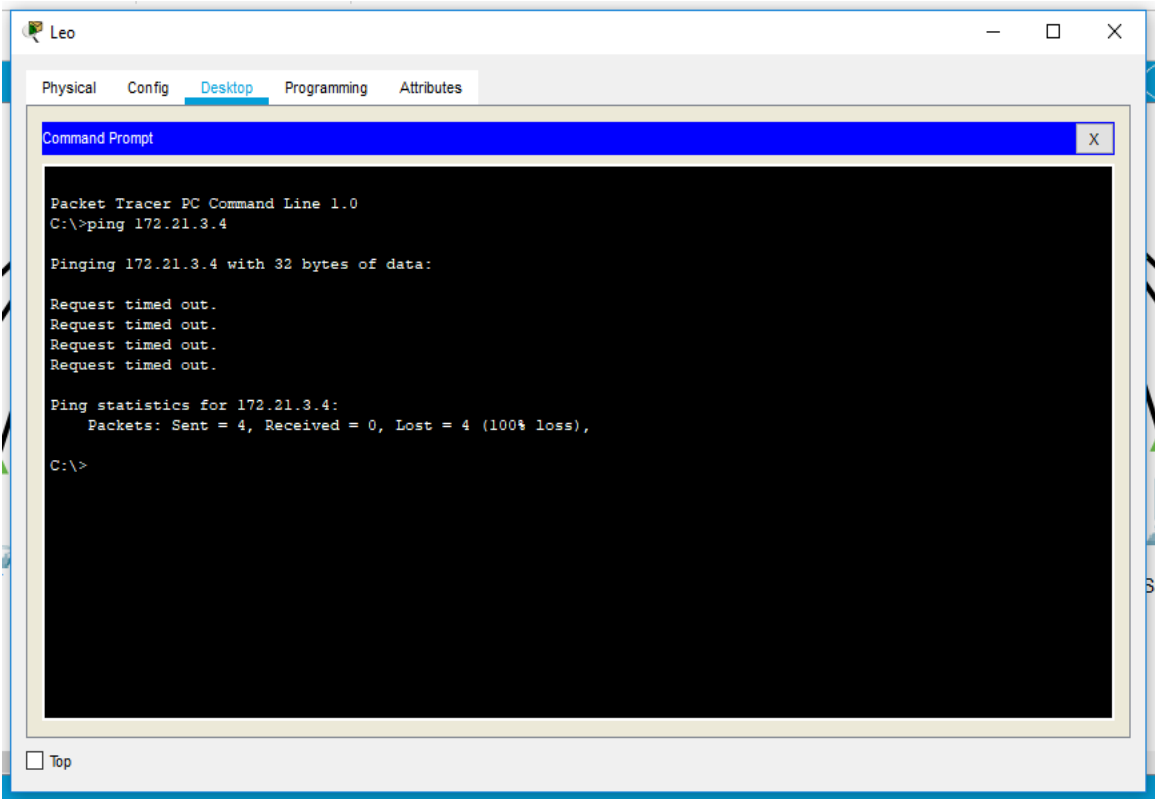 Leo
Physical Config Desktop Programming Attributes
Command Prompt
X
Packet Tracer PC Command Line 1.0
C:\>ping 172.21.3.4
Pinging 172.21.3.4 with 32 bytes of data:
Request timed out.
Request timed out.
Request timed out.
Request timed out.
Ping statistics for 172.21.3.4:
Packets: Sent = 4, Received = 0, Lost = 4 (100% loss),
C:\>
S
Top